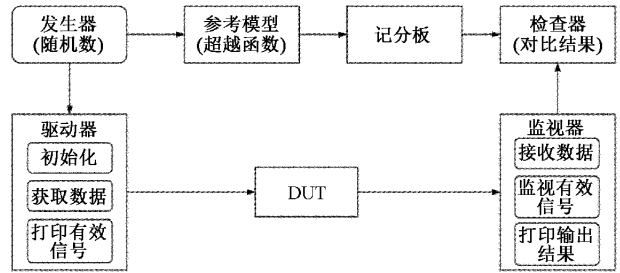 发生器
(随机数)
参考模型
(超越函数)
记分板
检查器
(对比结果)
驱动器
初始化
获取数据
打印有效
信号
DUT
监视器
接收数据
监视有效
信号
打印输出
结果